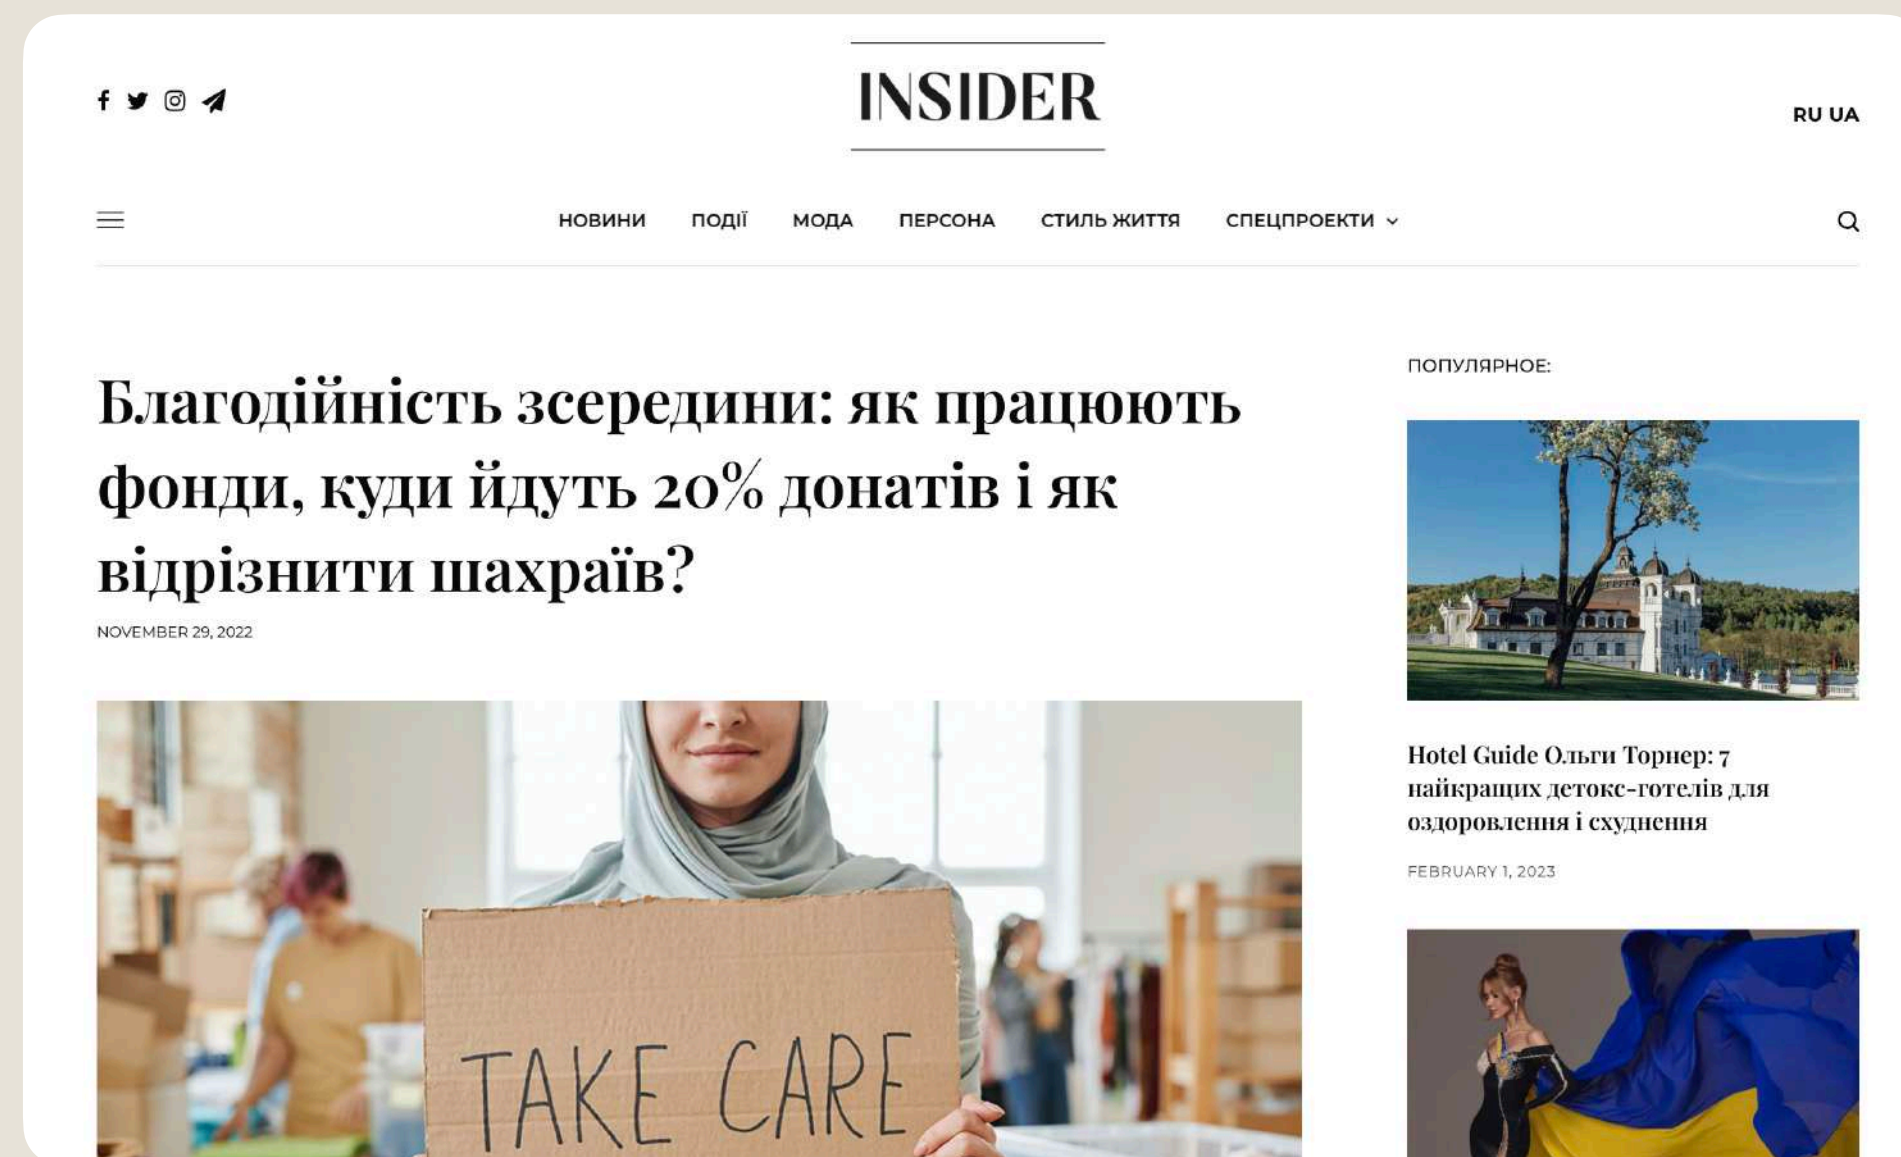 INSIDER
RU UA
НОВИНИ ПОДІЇ МОДА ПЕРСОНА СТИЛЬ ЖИТТЯ СПЕЦПРОЕКТИ
Благодійність зсередини: як працюють
фонди, куди йдуть 20% донатів і як
відрізнити шахраїв?
NOVEMBER 29, 2022
TAKE CARE
ПОПУЛЯРНОЕ:
Hotel Guide Ольги Торнер: 7
найкращих детокс-готелів для
оздоровлення і схуднення
FEBRUARY 1, 2023